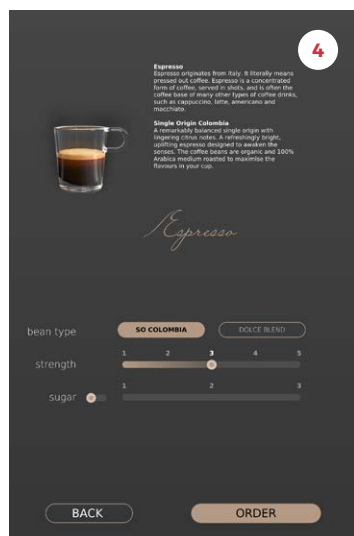 4
Espresso
Espresso originates from Italy. It literally means
pressed out coffee. Espresso is a concentrated
form of coffee, served in shots, and is often the
coffee base of many other types of coffee drinks,
such as cappuccino, latte, americano and
macchiato.
Single Origin Colombia
A remarkably balanced single origin with
lingering citrus notes. A refreshingly bright,
uplifting espresso designed to awaken the
senses. The coffee beans are organic and 100%
Arabica medium roasted to maximise the
flavours in your cup.
Espresso
bean type SO COLOMBIA DOLCE BLEND
1 2 3 4 5
strength
1 2 3
sugar
BACK ORDER